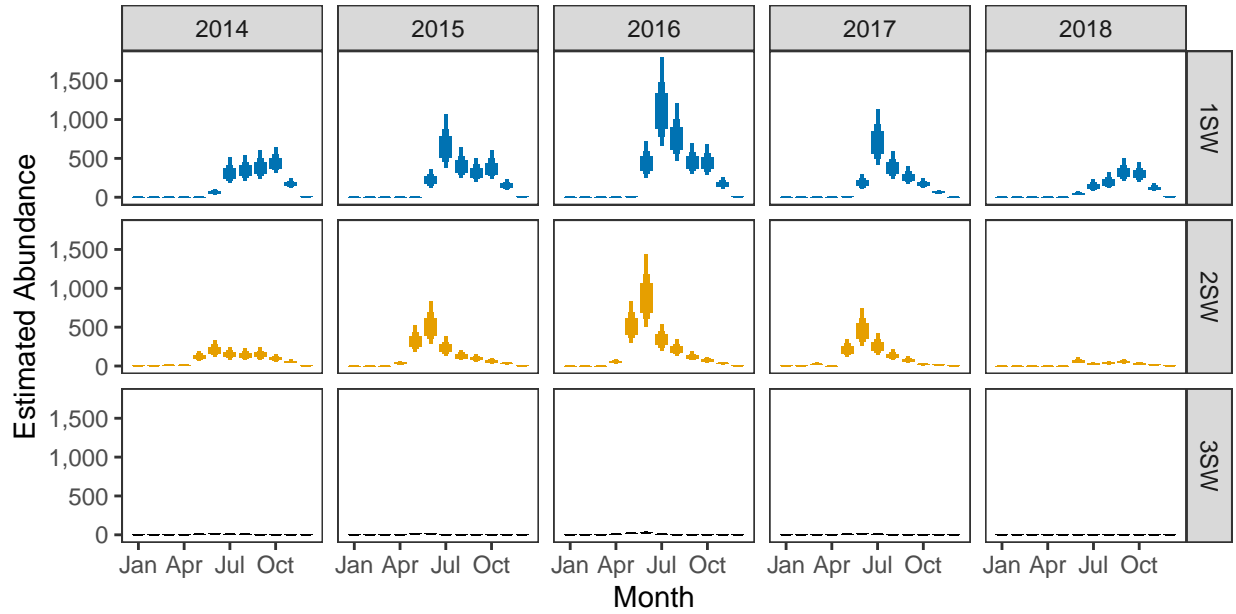 2014 2015 2016 2017 2018
1,500
1,000
500
0
1SW
1,500
1,000
500
0
2SW
1,500
1,000
500
0
3SW
Estimated Abundance
Jan Apr Jul Oct Jan Apr Jul Oct Jan Apr Jul Oct Jan Apr Jul Oct Jan Apr Jul Oct
Month